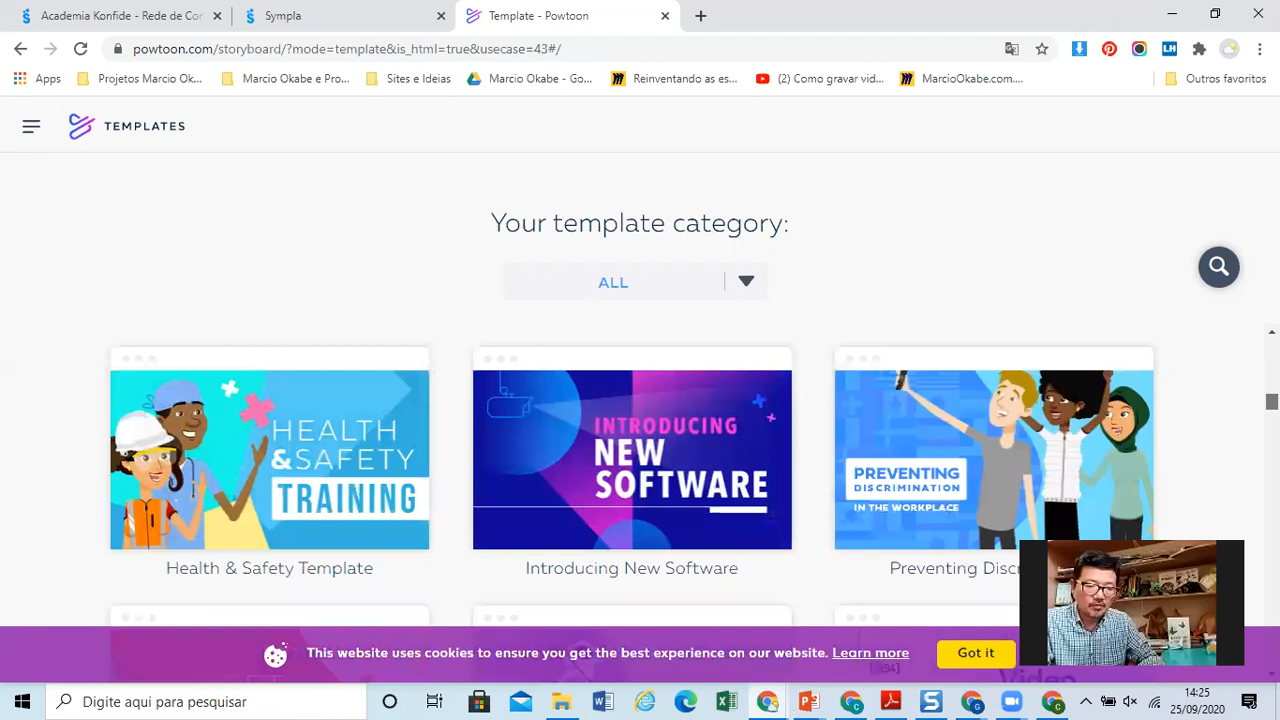 Academia Konfide - Rede de Cor
Sympla
Template - Powtoon
powtoon.com/storyboard/?mode=template&is_html=true&usecase=43#/
Apps
Projetos Marcio Ok...
Marcio Okabe e Pro...
Sites e Ideias
Marcio Okabe - Go...
Reinventando as es...
(2) Como gravar vid...
MarcioOkabe.com....
Outros favoritos
TEMPLATES
Your template category:
ALL
HEALTH
&SAFETY
TRAINING
INTRODUCING
NEW
SOFTWARE
PREVENTING
DISCRIMINATION
IN THE WORKPLACE
Health & Safety Template
Introducing New Software
Preventing Disc
This website uses cookies to ensure you get the best experience on our website. Learn more
Got it
Video
Digite aqui para pesquisar
14:25
25/09/2020